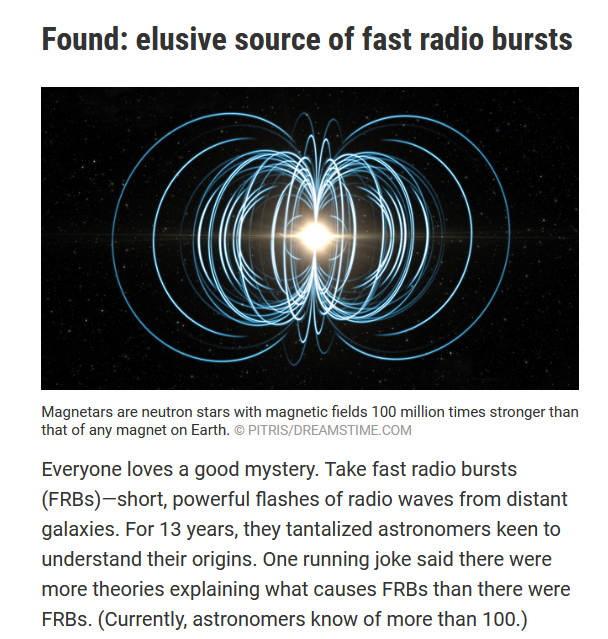 Found: elusive source of fast radio bursts
Magnetars are neutron stars with magnetic fields 100 million times stronger than
that of any magnet on Earth. © PITRIS/DREAMSTIME.COM
Everyone loves a good mystery. Take fast radio bursts
(FRBs)—short, powerful flashes of radio waves from distant
galaxies. For 13 years, they tantalized astronomers keen to
understand their origins. One running joke said there were
more theories explaining what causes FRBs than there were
FRBs. (Currently, astronomers know of more than 100.)